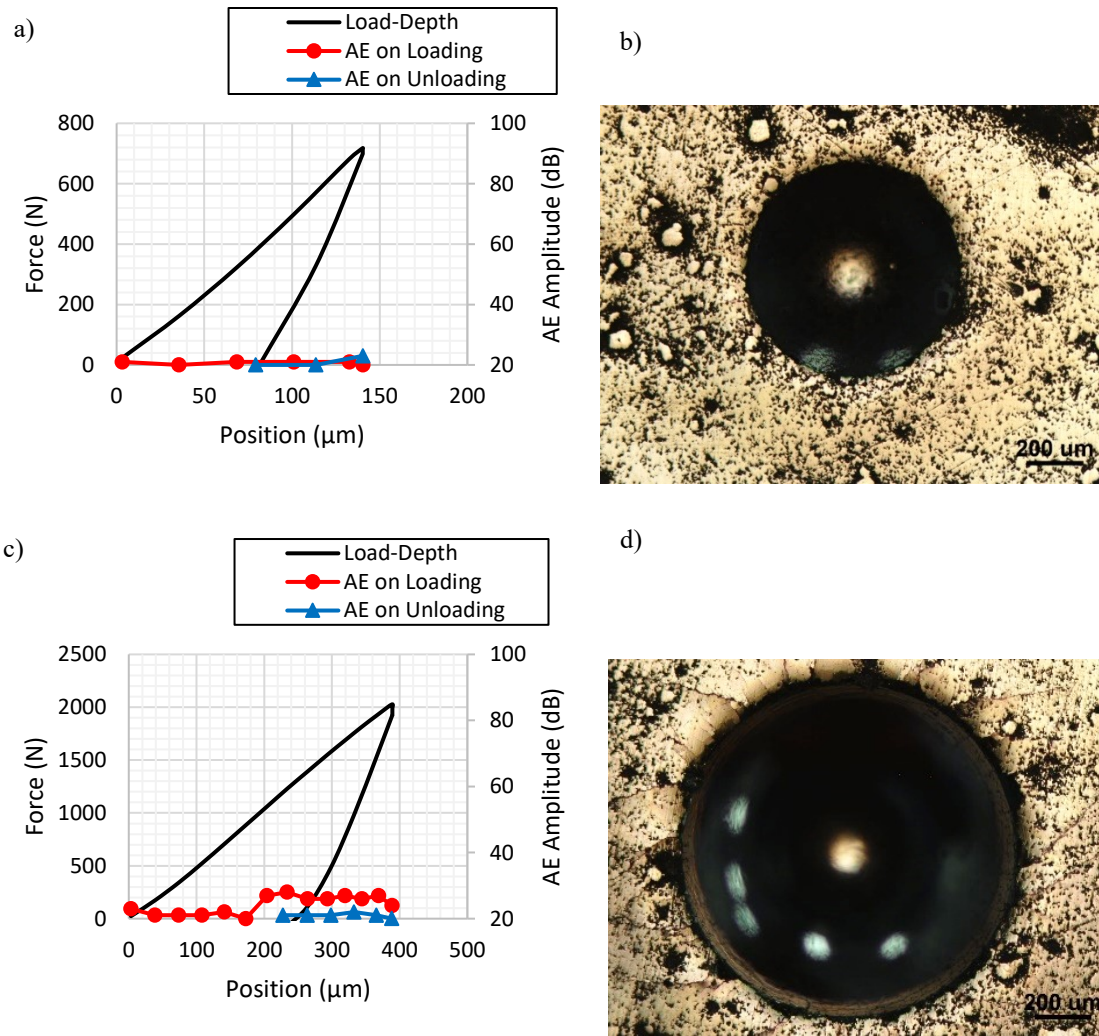 a)
Load-Depth
AE on Loading
AE on Unloading
800
600
400
200
0
100
80
60
40
20
0
50
100
150
200
Force (N)
AE Amplitude (dB)
Position (µm)
b)
200 um
c)
Load-Depth
AE on Loading
AE on Unloading
2500
2000
1500
1000
500
0
100
80
60
40
20
0
100
200
300
400
500
Force (N)
AE Amplitude (dB)
Position (µm)
d)
200 um